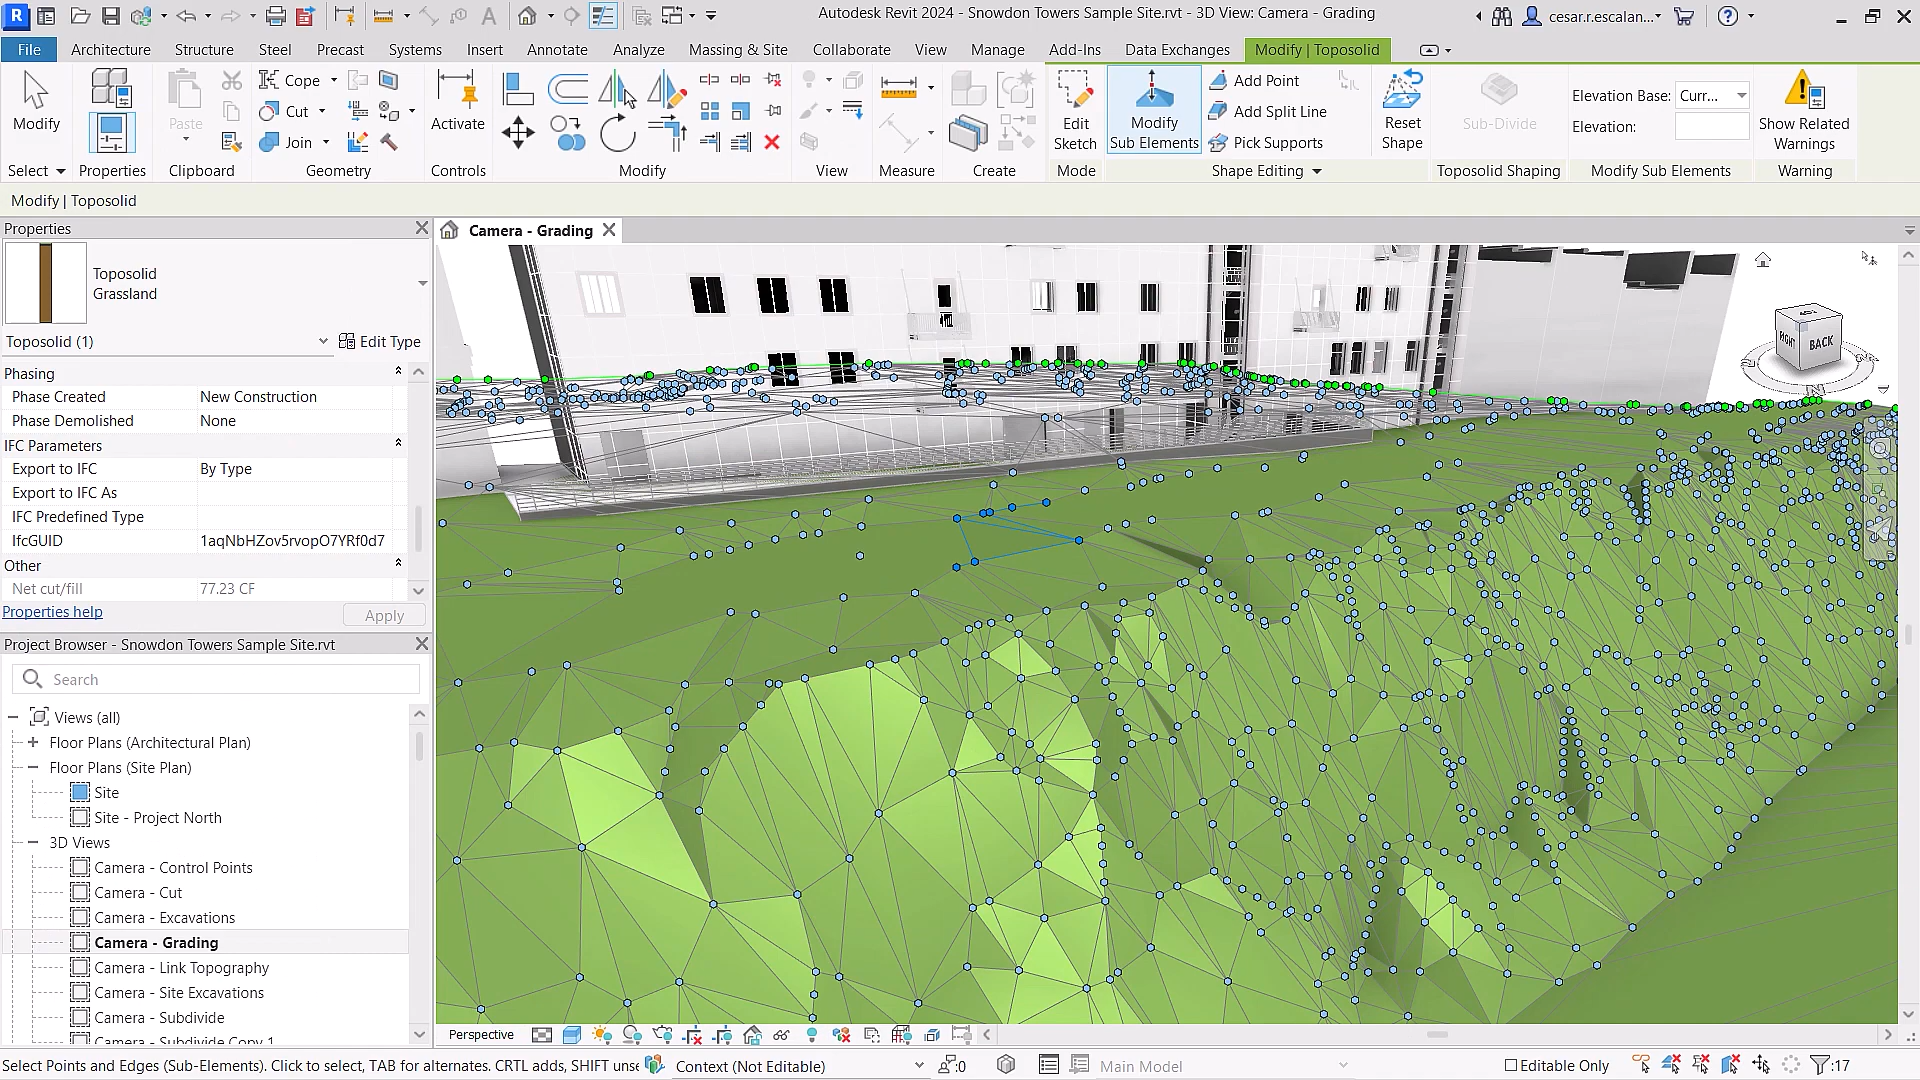 R
A
Autodesk Revit 2024 - Snowdon Towers Sample Site.rvt - 3D View: Camera - Grading
cesar.r.escalan...
?
File
Architecture
Structure
Steel
Precast
Systems
Insert
Annotate
Analyze
Massing & Site
Collaborate
View
Manage
Add-Ins
Data Exchanges
Modify | Toposolid
Modify
Select
Properties
Paste
Clipboard
Cope
Cut
Join
Geometry
Activate
Controls
Modify
View
Measure
Create
Edit
Sketch
Mode
Modify
Sub Elements
Add Point
Add Split Line
Pick Supports
Shape Editing
Reset
Shape
Sub-Divide
Toposolid Shaping
Elevation Base: Curr...
Elevation:
Modify Sub Elements
Show Related
Warnings
Warning
Modify | Toposolid
Properties
Toposolid
Grassland
Toposolid (1)
Edit Type
Phasing
Phase Created New Construction
Phase Demolished None
IFC Parameters
Export to IFC By Type
Export to IFC As
IFC Predefined Type
IfcGUID 1aqNbHZov5rvopO7YRf0d7
Other
Net cut/fill 77.23 CF
Properties help
Apply
Project Browser - Snowdon Towers Sample Site.rvt
Search
Views (all)
Floor Plans (Architectural Plan)
Floor Plans (Site Plan)
Site
Site - Project North
3D Views
Camera - Control Points
Camera - Cut
Camera - Excavations
Camera - Grading
Camera - Link Topography
Camera - Site Excavations
Camera - Subdivide
Camera - Subdivide Copy 1
Camera - Grading
RIGHT
BACK
N
Perspective
Select Points and Edges (Sub-Elements). Click to select, TAB for alternates. CRTL adds, SHIFT unse
Context (Not Editable)
:0
Main Model
Editable Only
:17